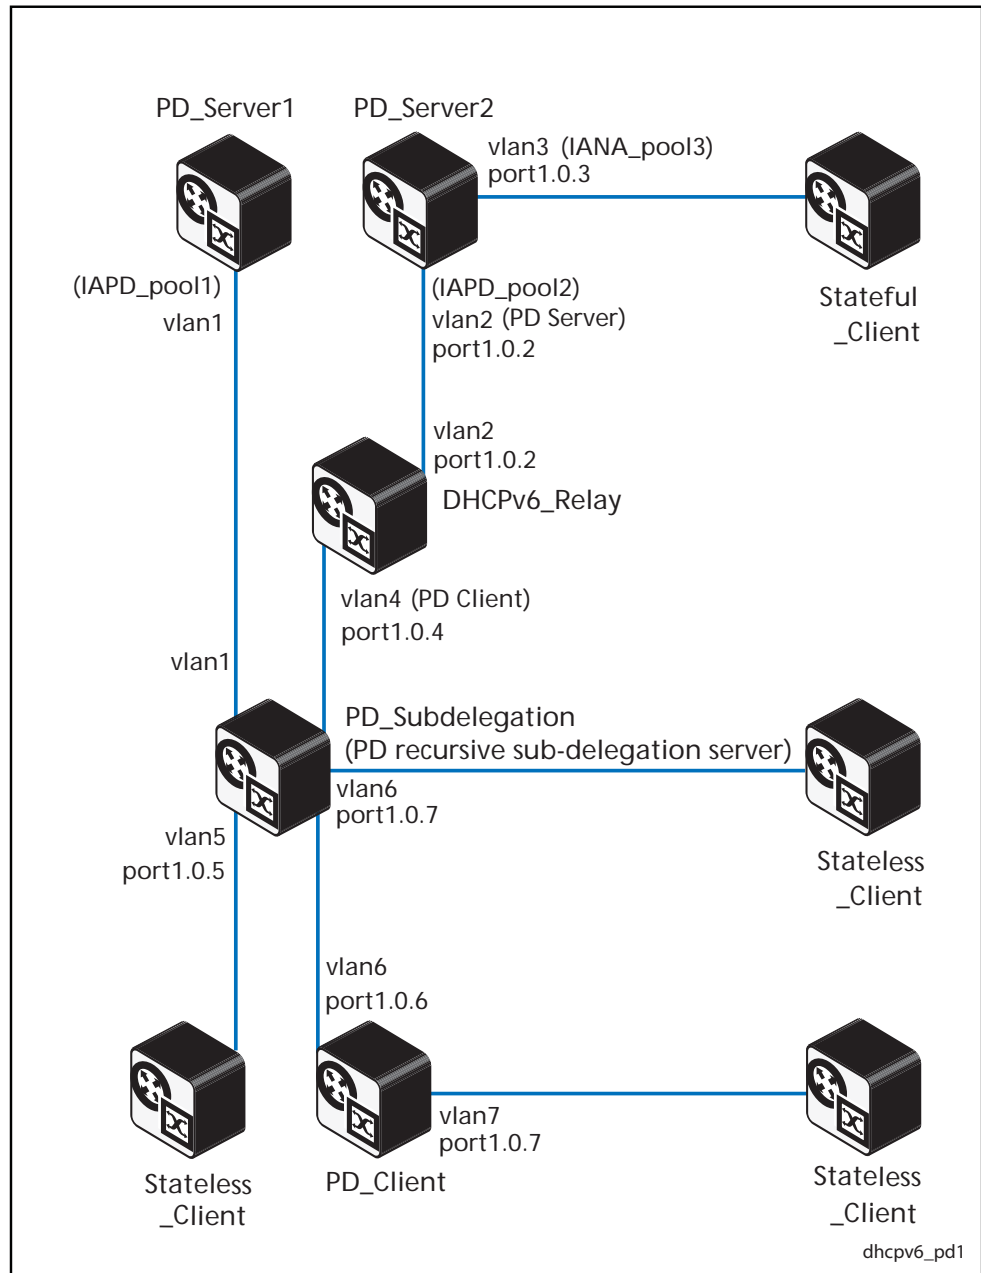 PD_Server1
PD_Server2
vlan3 (IANA_pool3)
port1.0.3
(IAPD_pool1)
vlan1
(IAPD_pool2)
vlan2 (PD Server)
port1.0.2
Stateful
_Client
vlan2
port1.0.2
DHCPv6_Relay
vlan4 (PD Client)
port1.0.4
vlan1
PD_Subdelegation
(PD recursive sub-delegation server)
vlan6
port1.0.7
vlan5
port1.0.5
Stateless
_Client
vlan6
port1.0.6
vlan7
port1.0.7
Stateless
_Client
PD_Client
Stateless
_Client
dhcpv6_pd1